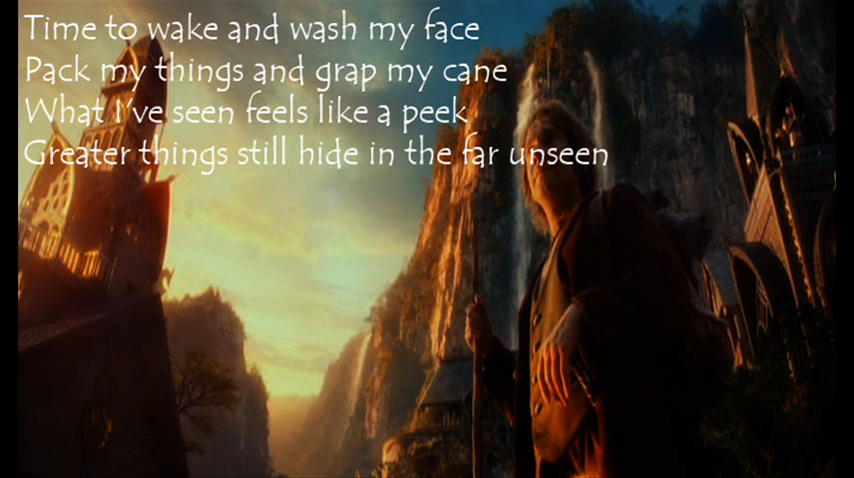 Time to wake and wash my face
Pack my things and grap my cane
What I've seen feels like a peek
Greater things still hide in the far unseen